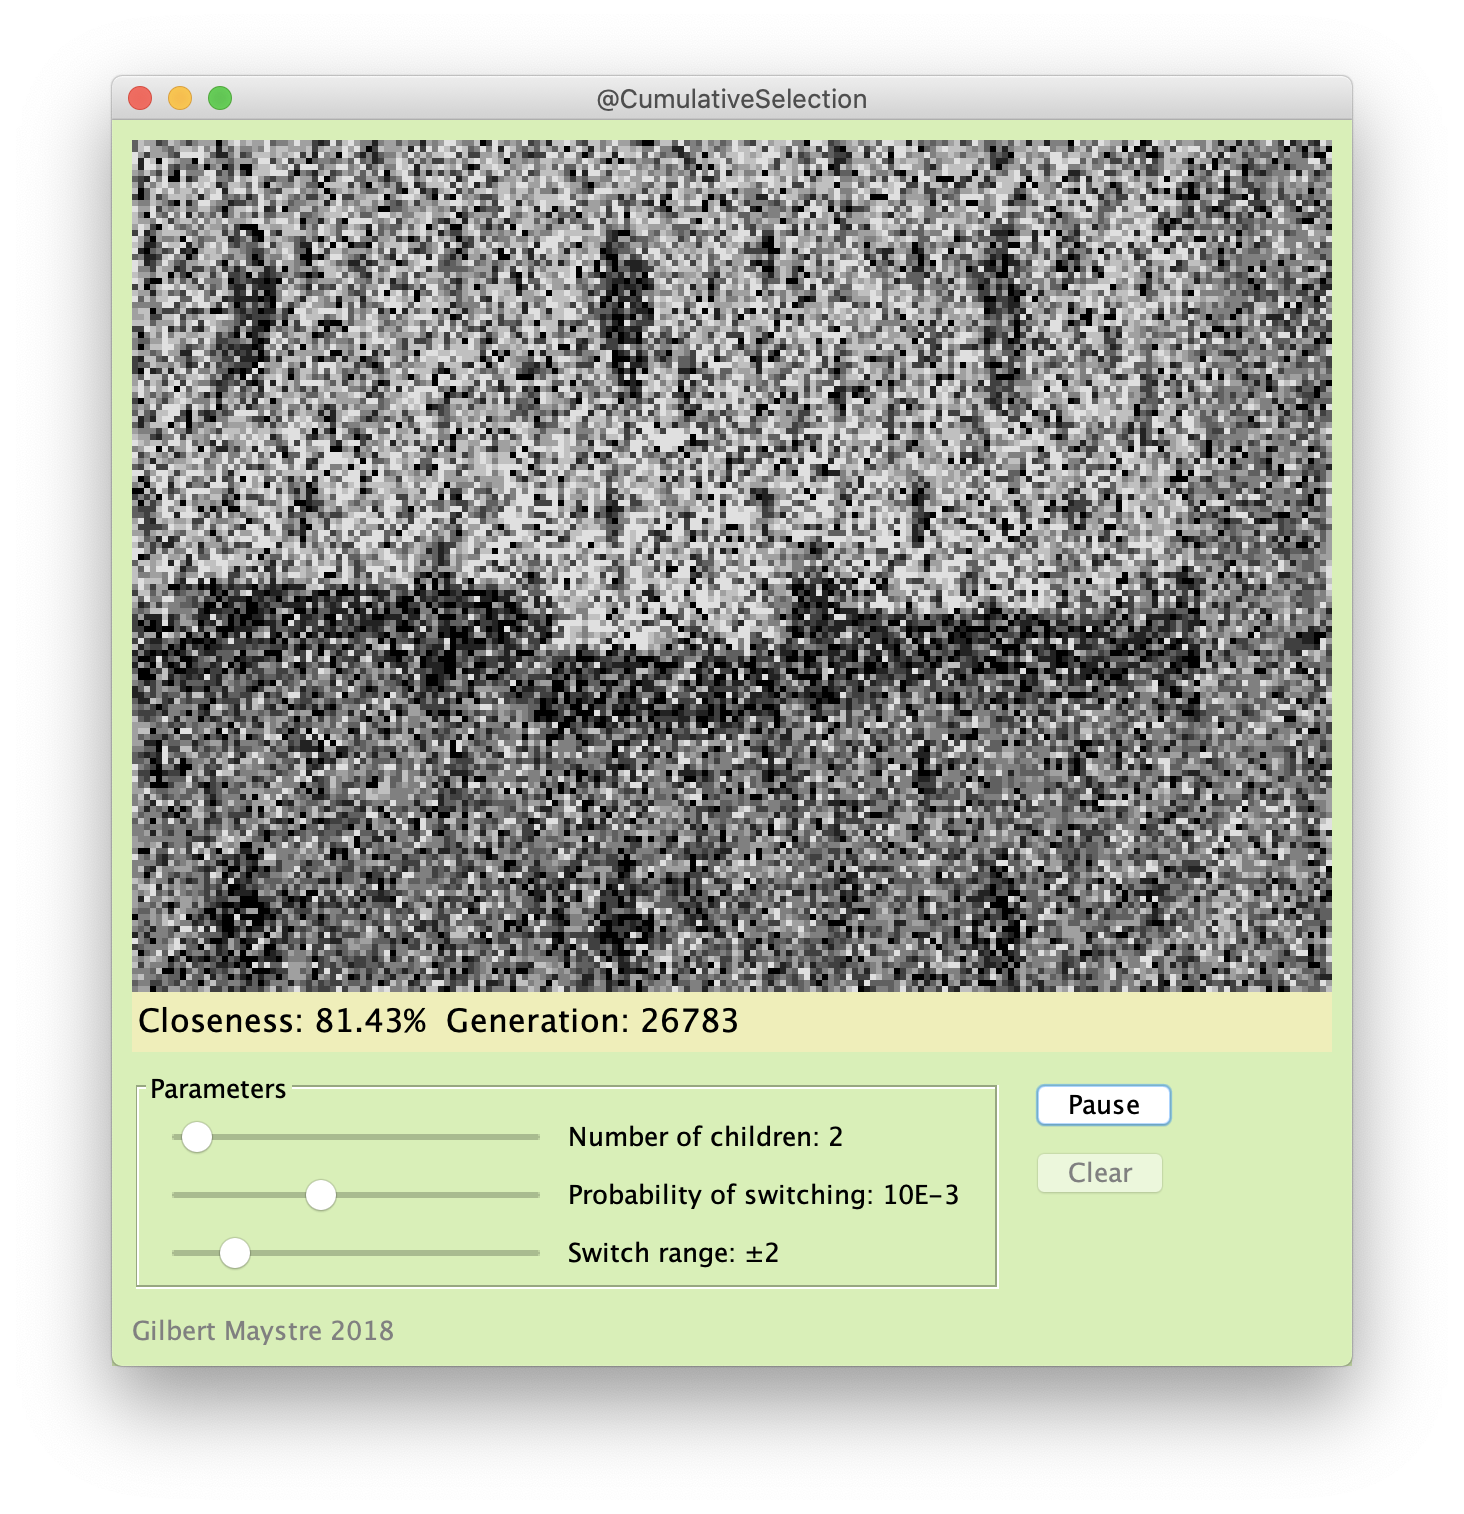 @CumulativeSelection
Closeness: 81.43% Generation: 26783
Parameters
Number of children: 2
Probability of switching: 10E-3
Switch range: ±2
Pause
Clear
Gilbert Maystre 2018